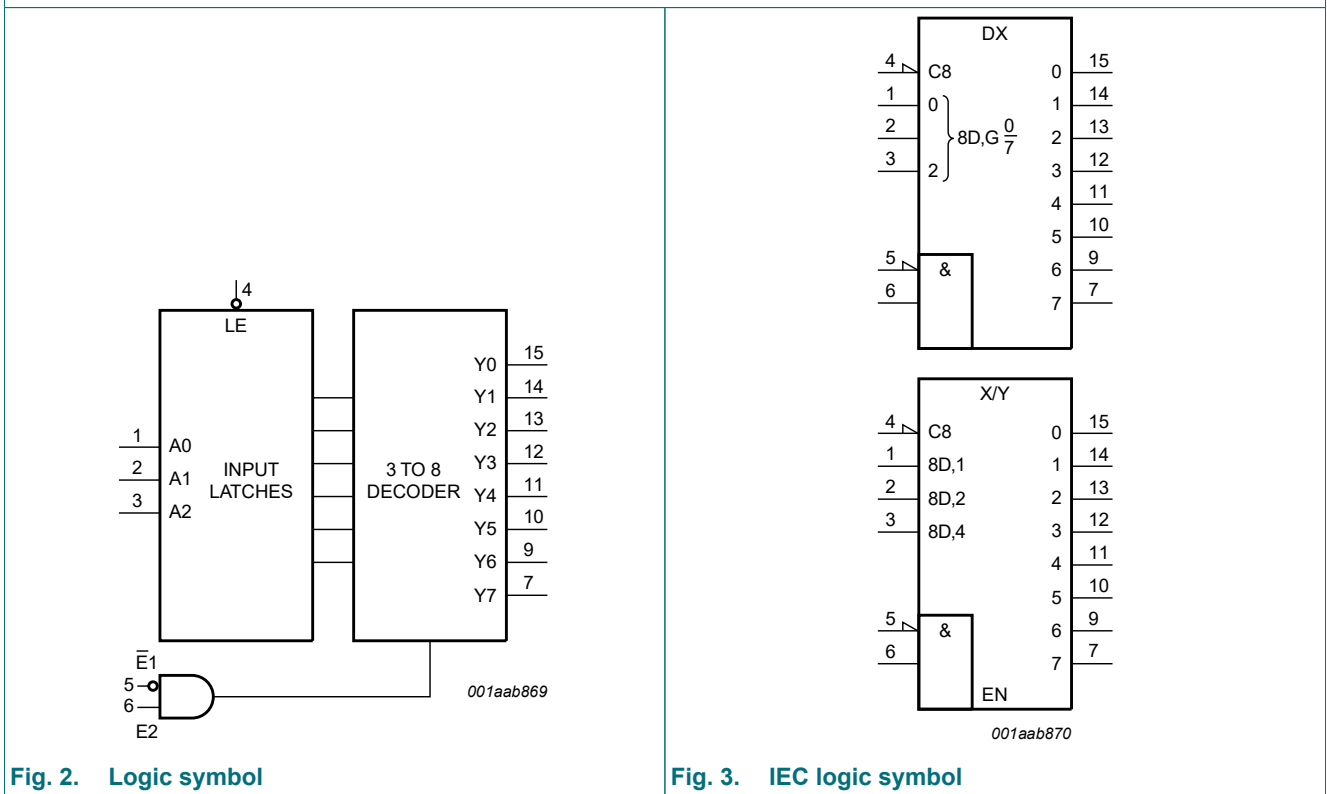 4
LE
1 A0
2 A1
3 A2
INPUT
LATCHES
3 TO 8
DECODER
Y0 15
Y1 14
Y2 13
Y3 12
Y4 11
Y5 10
Y6 9
Y7 7
E̅1
5
6
E2
001aab869
Fig. 2. Logic symbol
DX
4 C8
1 0
2
3 2
8D,G 0/7
5 &
6
0 15
1 14
2 13
3 12
4 11
5 10
6 9
7 7
X/Y
4 C8
1 8D,1
2 8D,2
3 8D,4
5 &
6
EN
0 15
1 14
2 13
3 12
4 11
5 10
6 9
7 7
001aab870
Fig. 3. IEC logic symbol